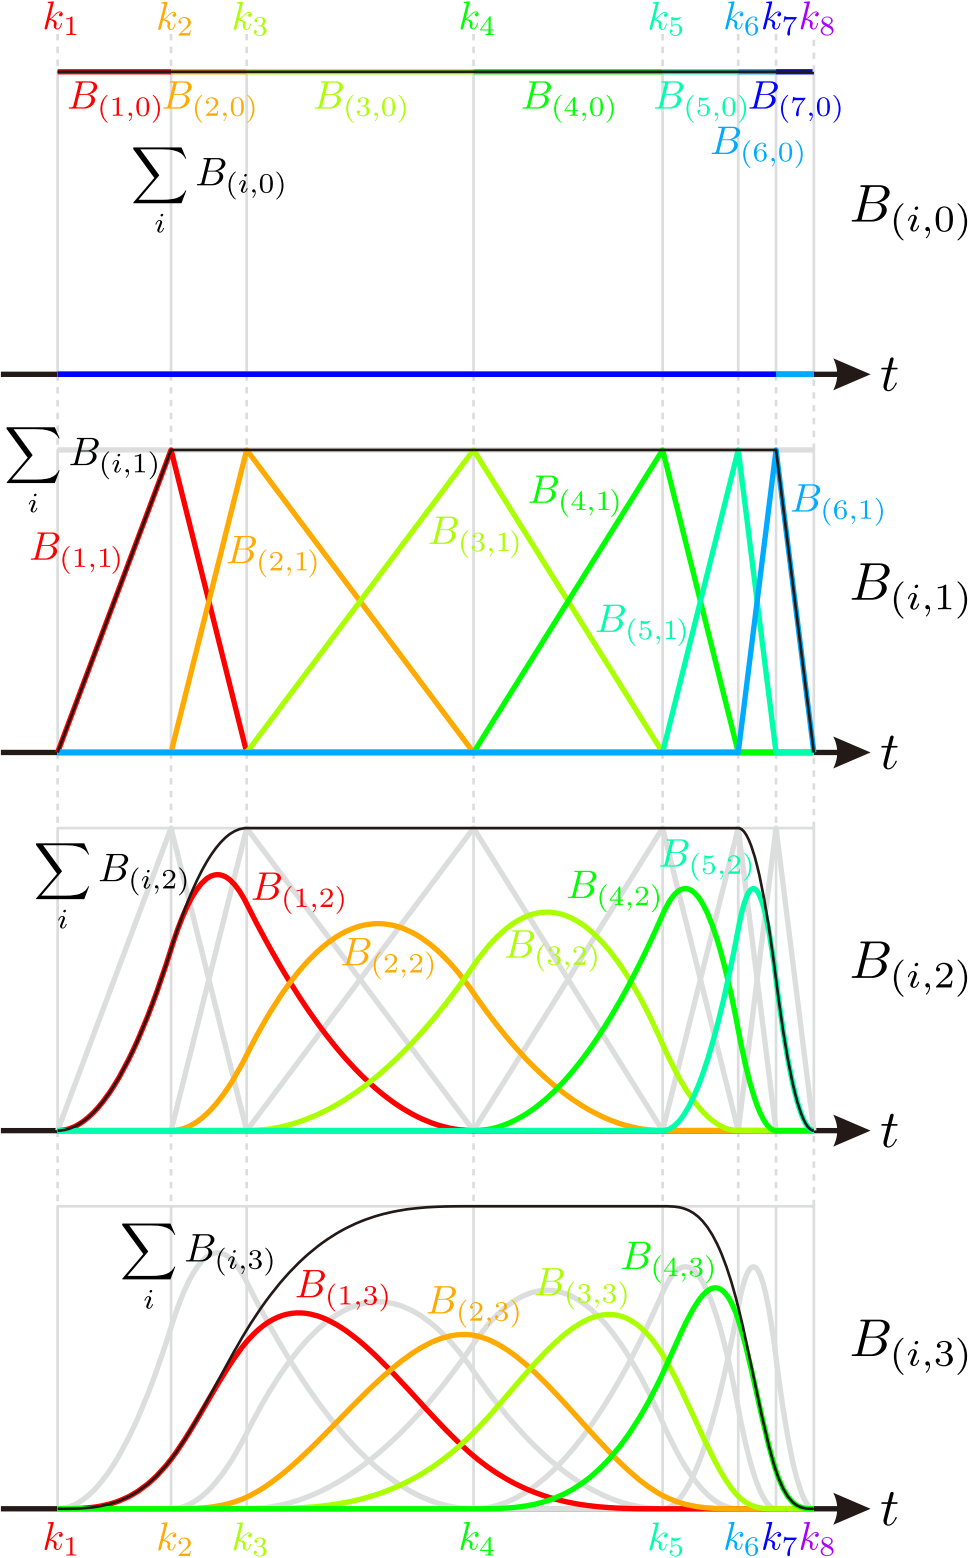 k₁ k₂ k₃ k₄ k₅ k₆ k₇ k₈
B₍₁,₀₎ B₍₂,₀₎ B₍₃,₀₎ B₍₄,₀₎ B₍₅,₀₎ B₍₇,₀₎
B₍₆,₀₎
∑ᵢ B₍ᵢ,₀₎
B₍ᵢ,₀₎
t
∑ᵢ B₍ᵢ,₁₎
B₍₄,₁₎ B₍₆,₁₎
B₍₁,₁₎ B₍₂,₁₎ B₍₃,₁₎
B₍ᵢ,₁₎
B₍₅,₁₎
t
∑ᵢ B₍ᵢ,₂₎
B₍₅,₂₎
B₍₁,₂₎ B₍₄,₂₎
B₍₂,₂₎ B₍₃,₂₎
B₍ᵢ,₂₎
t
∑ᵢ B₍ᵢ,₃₎
B₍₄,₃₎
B₍₁,₃₎ B₍₂,₃₎ B₍₃,₃₎
B₍ᵢ,₃₎
t
k₁ k₂ k₃ k₄ k₅ k₆ k₇ k₈